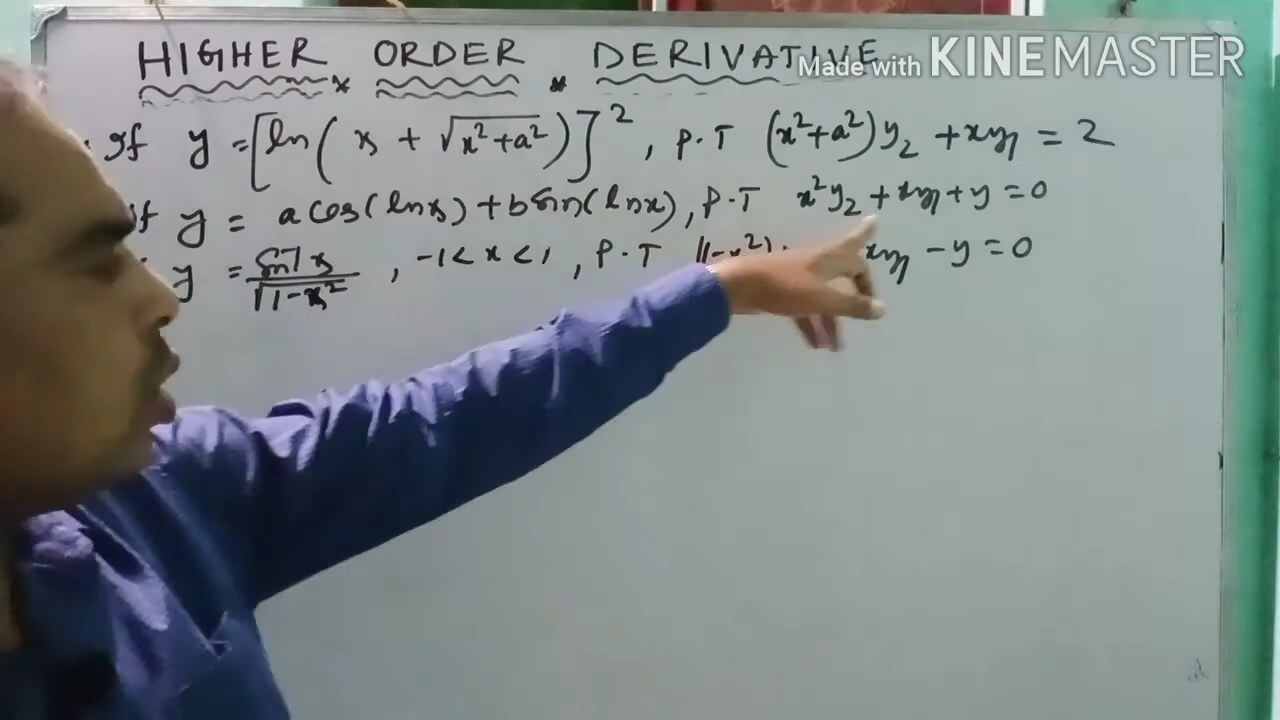 HIGHER ORDER DERIVATIVE
Made with KINEMASTER
If y = [ln(x + √(x²+a²))]², P.T (x²+a²)y₂ + xy₁ = 2
If y = a cos(ln x) + b sin(ln x), P.T x²y₂ + xy₁ + y = 0
y = sin⁻¹x / √(1-x²), -1 < x < 1, P.T (1-x²) xy₁ - y = 0